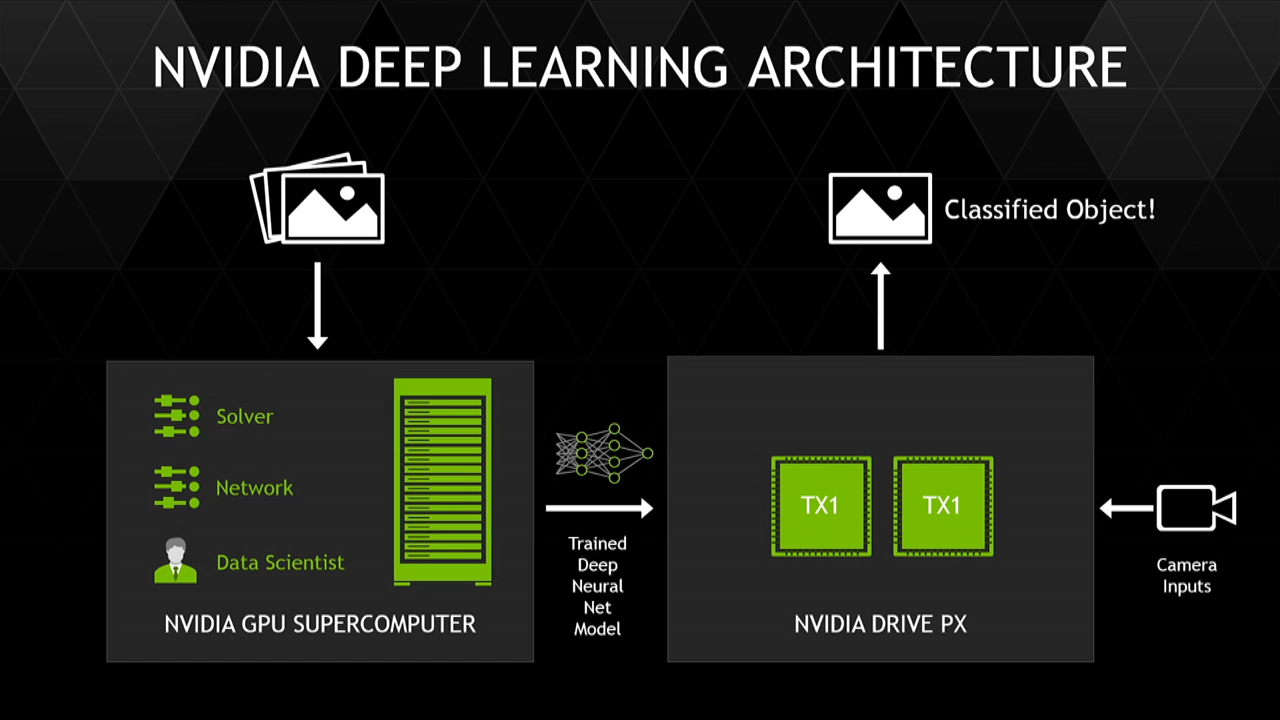 NVIDIA DEEP LEARNING ARCHITECTURE
Classified Object!
Solver
Network
Data Scientist
NVIDIA GPU SUPERCOMPUTER
Trained
Deep
Neural
Net
Model
TX1
TX1
NVIDIA DRIVE PX
Camera
Inputs